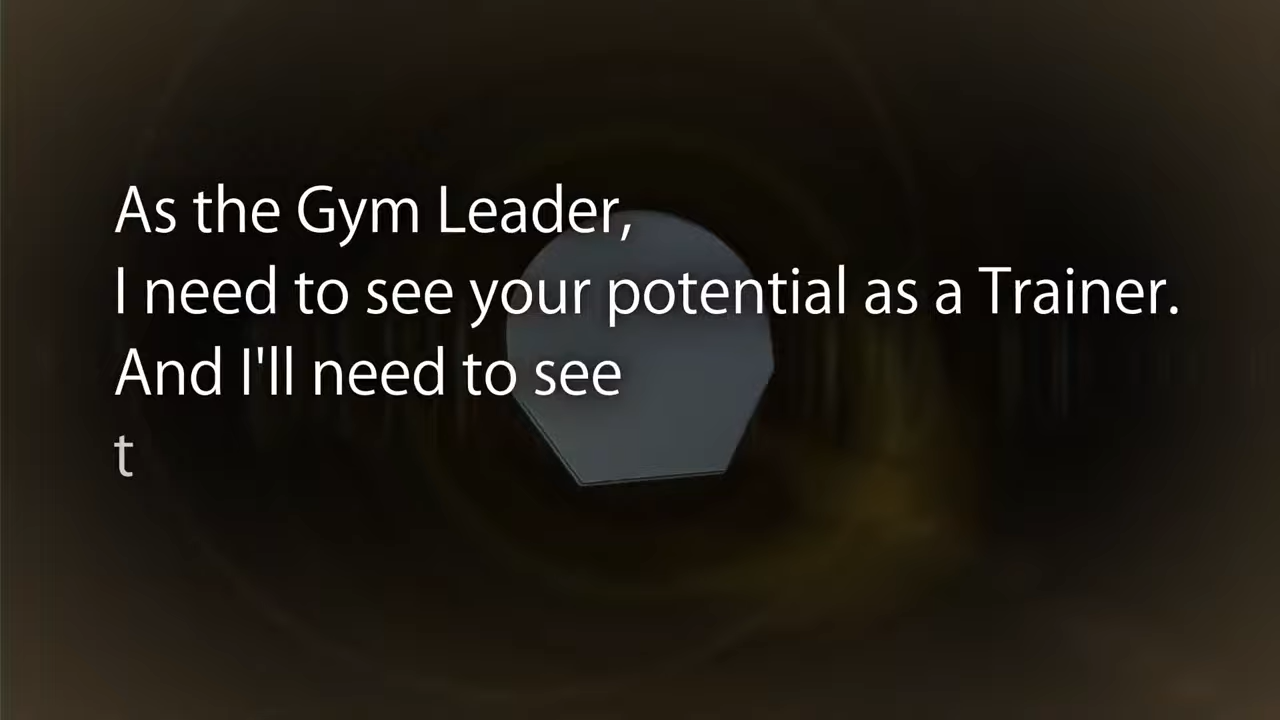 As the Gym Leader,
I need to see your potential as a Trainer.
And I'll need to see
t